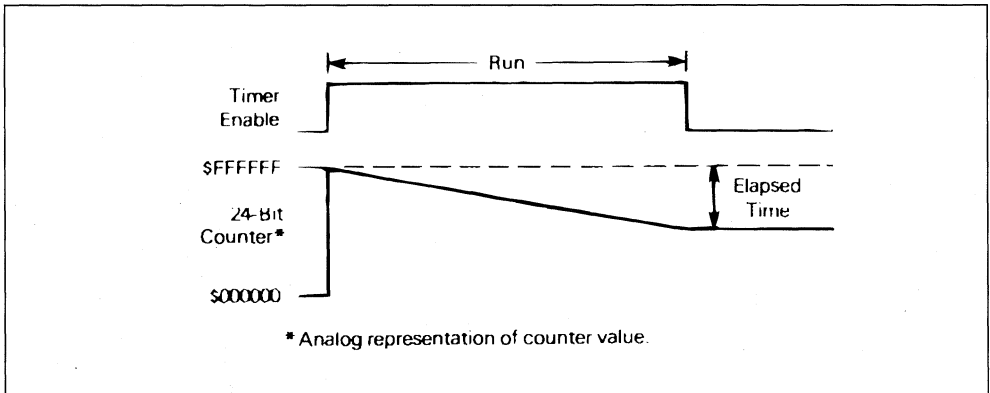 Run
Timer
Enable
$FFFFFF
Elapsed
Time
24-Bit
Counter*
$000000
* Analog representation of counter value.